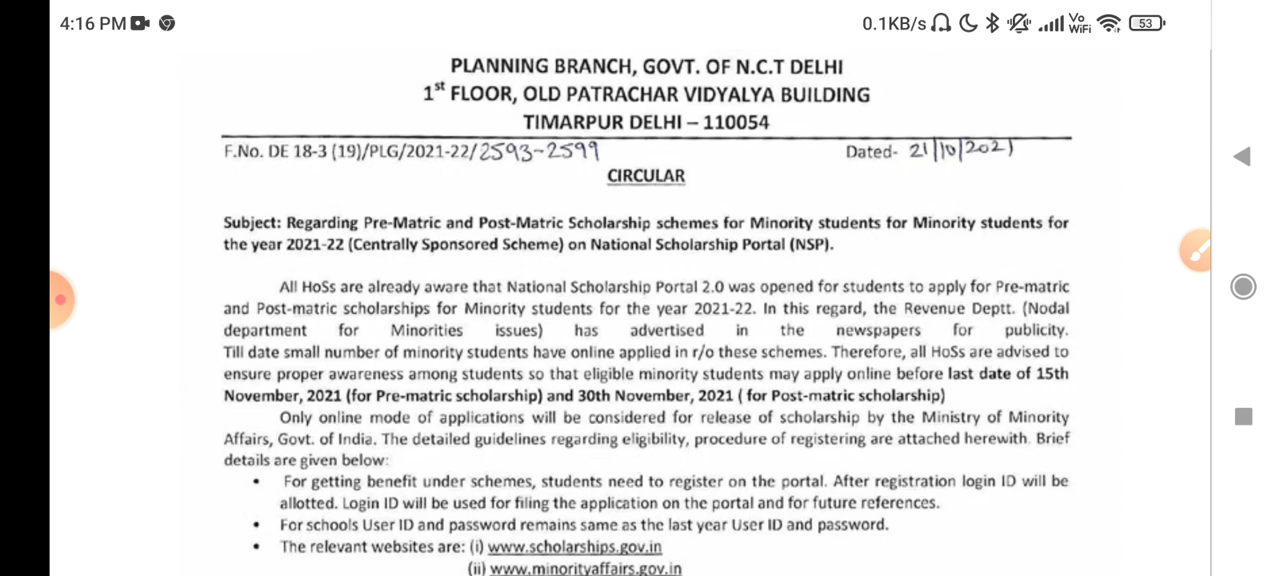 4:16 PM 0.1KB/s Vo WiFi 53
PLANNING BRANCH, GOVT. OF N.C.T DELHI
1st FLOOR, OLD PATRACHAR VIDYALYA BUILDING
TIMARPUR DELHI – 110054
F.No. DE 18-3 (19)/PLG/2021-22/2593-2599 Dated- 21/10/2021
CIRCULAR
Subject: Regarding Pre-Matric and Post-Matric Scholarship schemes for Minority students for Minority students for
the year 2021-22 (Centrally Sponsored Scheme) on National Scholarship Portal (NSP).
All HoSs are already aware that National Scholarship Portal 2.0 was opened for students to apply for Pre-matric
and Post-matric scholarships for Minority students for the year 2021-22. In this regard, the Revenue Deptt. (Nodal
department for Minorities issues) has advertised in the newspapers for publicity.
Till date small number of minority students have online applied in r/o these schemes. Therefore, all HoSs are advised to
ensure proper awareness among students so that eligible minority students may apply online before last date of 15th
November, 2021 (for Pre-matric scholarship) and 30th November, 2021 ( for Post-matric scholarship)
Only online mode of applications will be considered for release of scholarship by the Ministry of Minority
Affairs, Govt. of India. The detailed guidelines regarding eligibility, procedure of registering are attached herewith. Brief
details are given below:
• For getting benefit under schemes, students need to register on the portal. After registration login ID will be
allotted. Login ID will be used for filing the application on the portal and for future references.
• For schools User ID and password remains same as the last year User ID and password.
• The relevant websites are: (i) www.scholarships.gov.in
(ii) www.minorityaffairs.gov.in